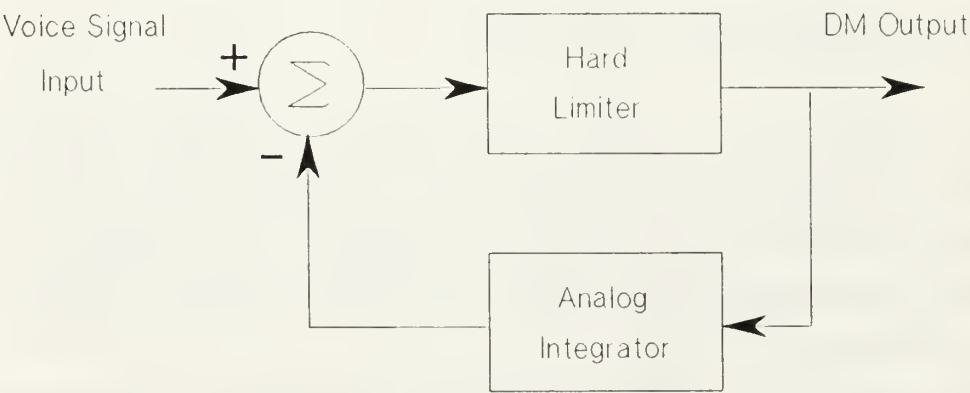 Voice Signal
Input
+
Σ
−
Hard
Limiter
DM Output
Analog
Integrator